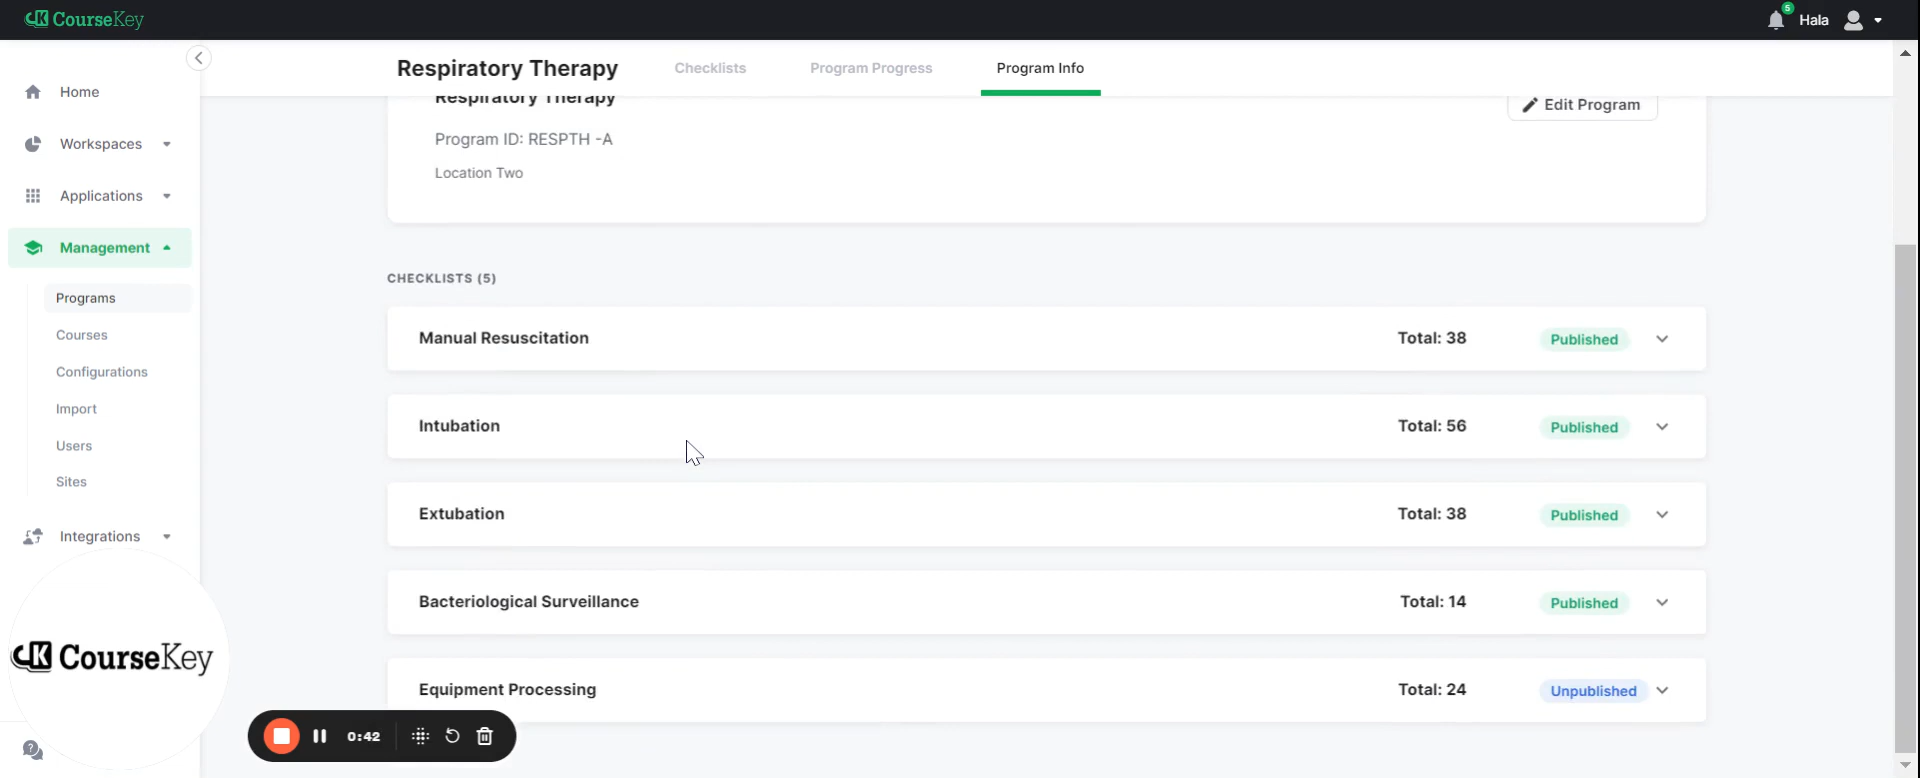 CourseKey
5
Hala
Home
Workspaces
Applications
Management
Programs
Courses
Configurations
Import
Users
Sites
Integrations
CourseKey
Respiratory Therapy
Checklists
Program Progress
Program Info
Respiratory Therapy
Edit Program
Program ID: RESPTH -A
Location Two
CHECKLISTS (5)
Manual Resuscitation Total: 38 Published
Intubation Total: 56 Published
Extubation Total: 38 Published
Bacteriological Surveillance Total: 14 Published
Equipment Processing Total: 24 Unpublished
0:42